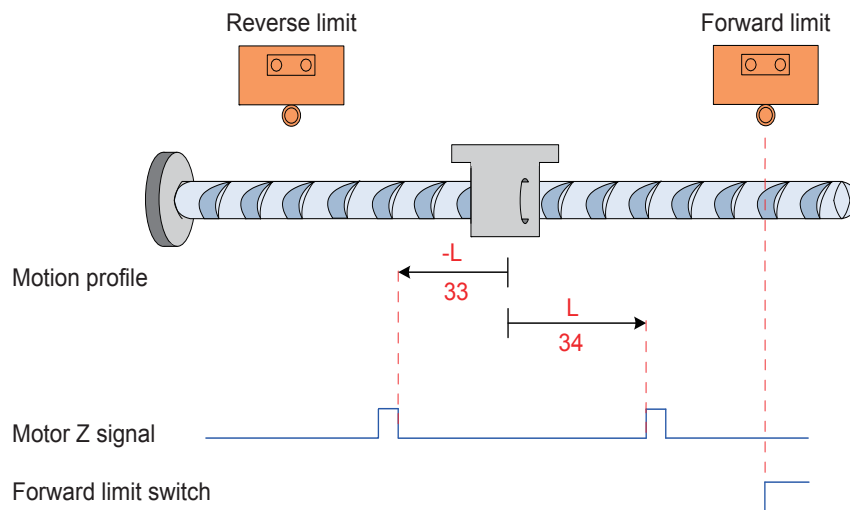 Reverse limit
Forward limit
Motion profile
-L
33
L
34
Motor Z signal
Forward limit switch